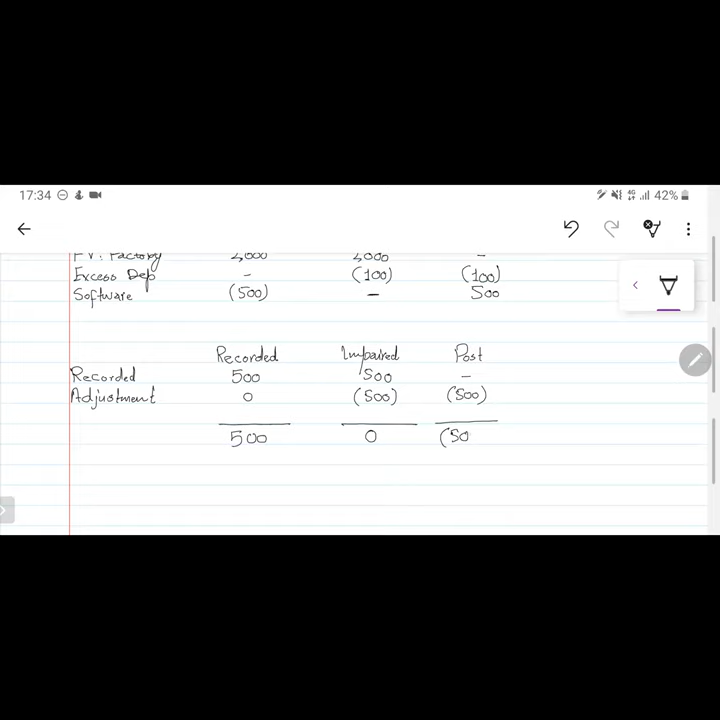 17:34 4G 42%
Excess Dep - (100) (100)
Software (500) - 500
Recorded Impaired Post
Recorded 500 500 -
Adjustment 0 (500) (500)
500 0 (50